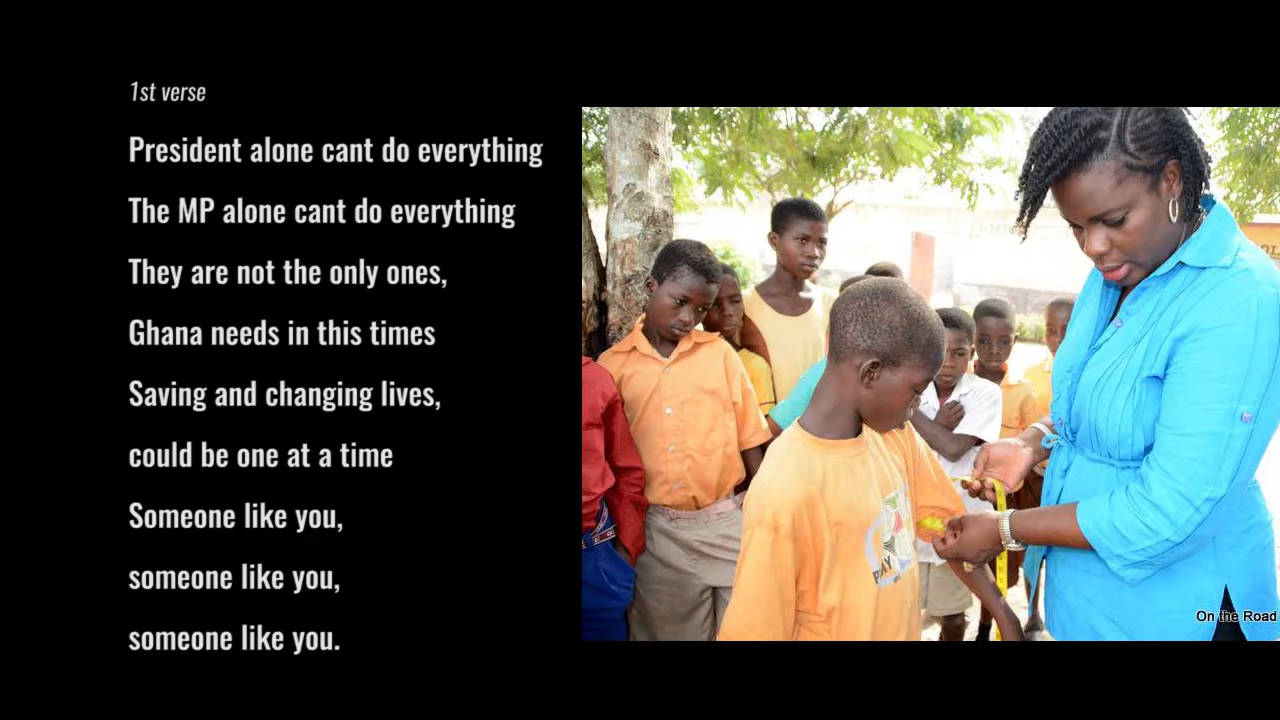 1st verse
President alone cant do everything
The MP alone cant do everything
They are not the only ones,
Ghana needs in this times
Saving and changing lives,
could be one at a time
Someone like you,
someone like you,
someone like you.
On the Road